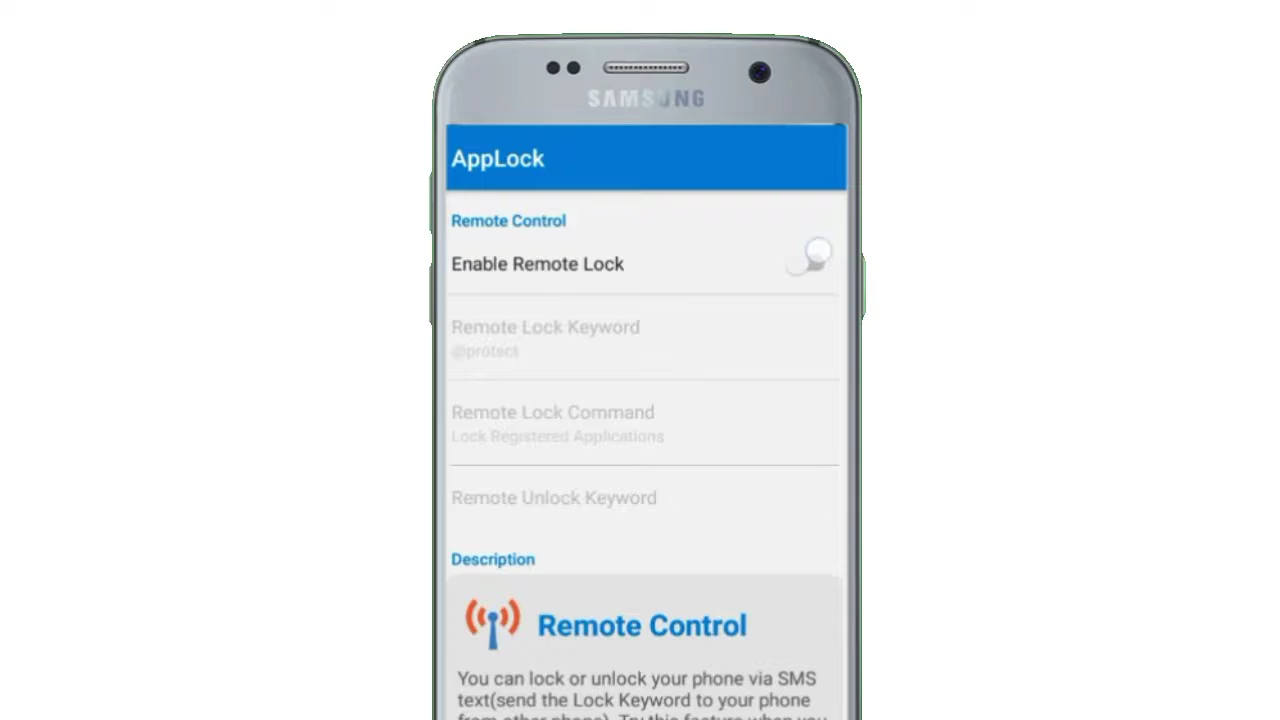 SAMSUNG
AppLock
Remote Control
Enable Remote Lock
Remote Lock Keyword
@protect
Remote Lock Command
Lock Registered Applications
Remote Unlock Keyword
Description
Remote Control
You can lock or unlock your phone via SMS
text(send the Lock Keyword to your phone
from other phone). Try this feature when you